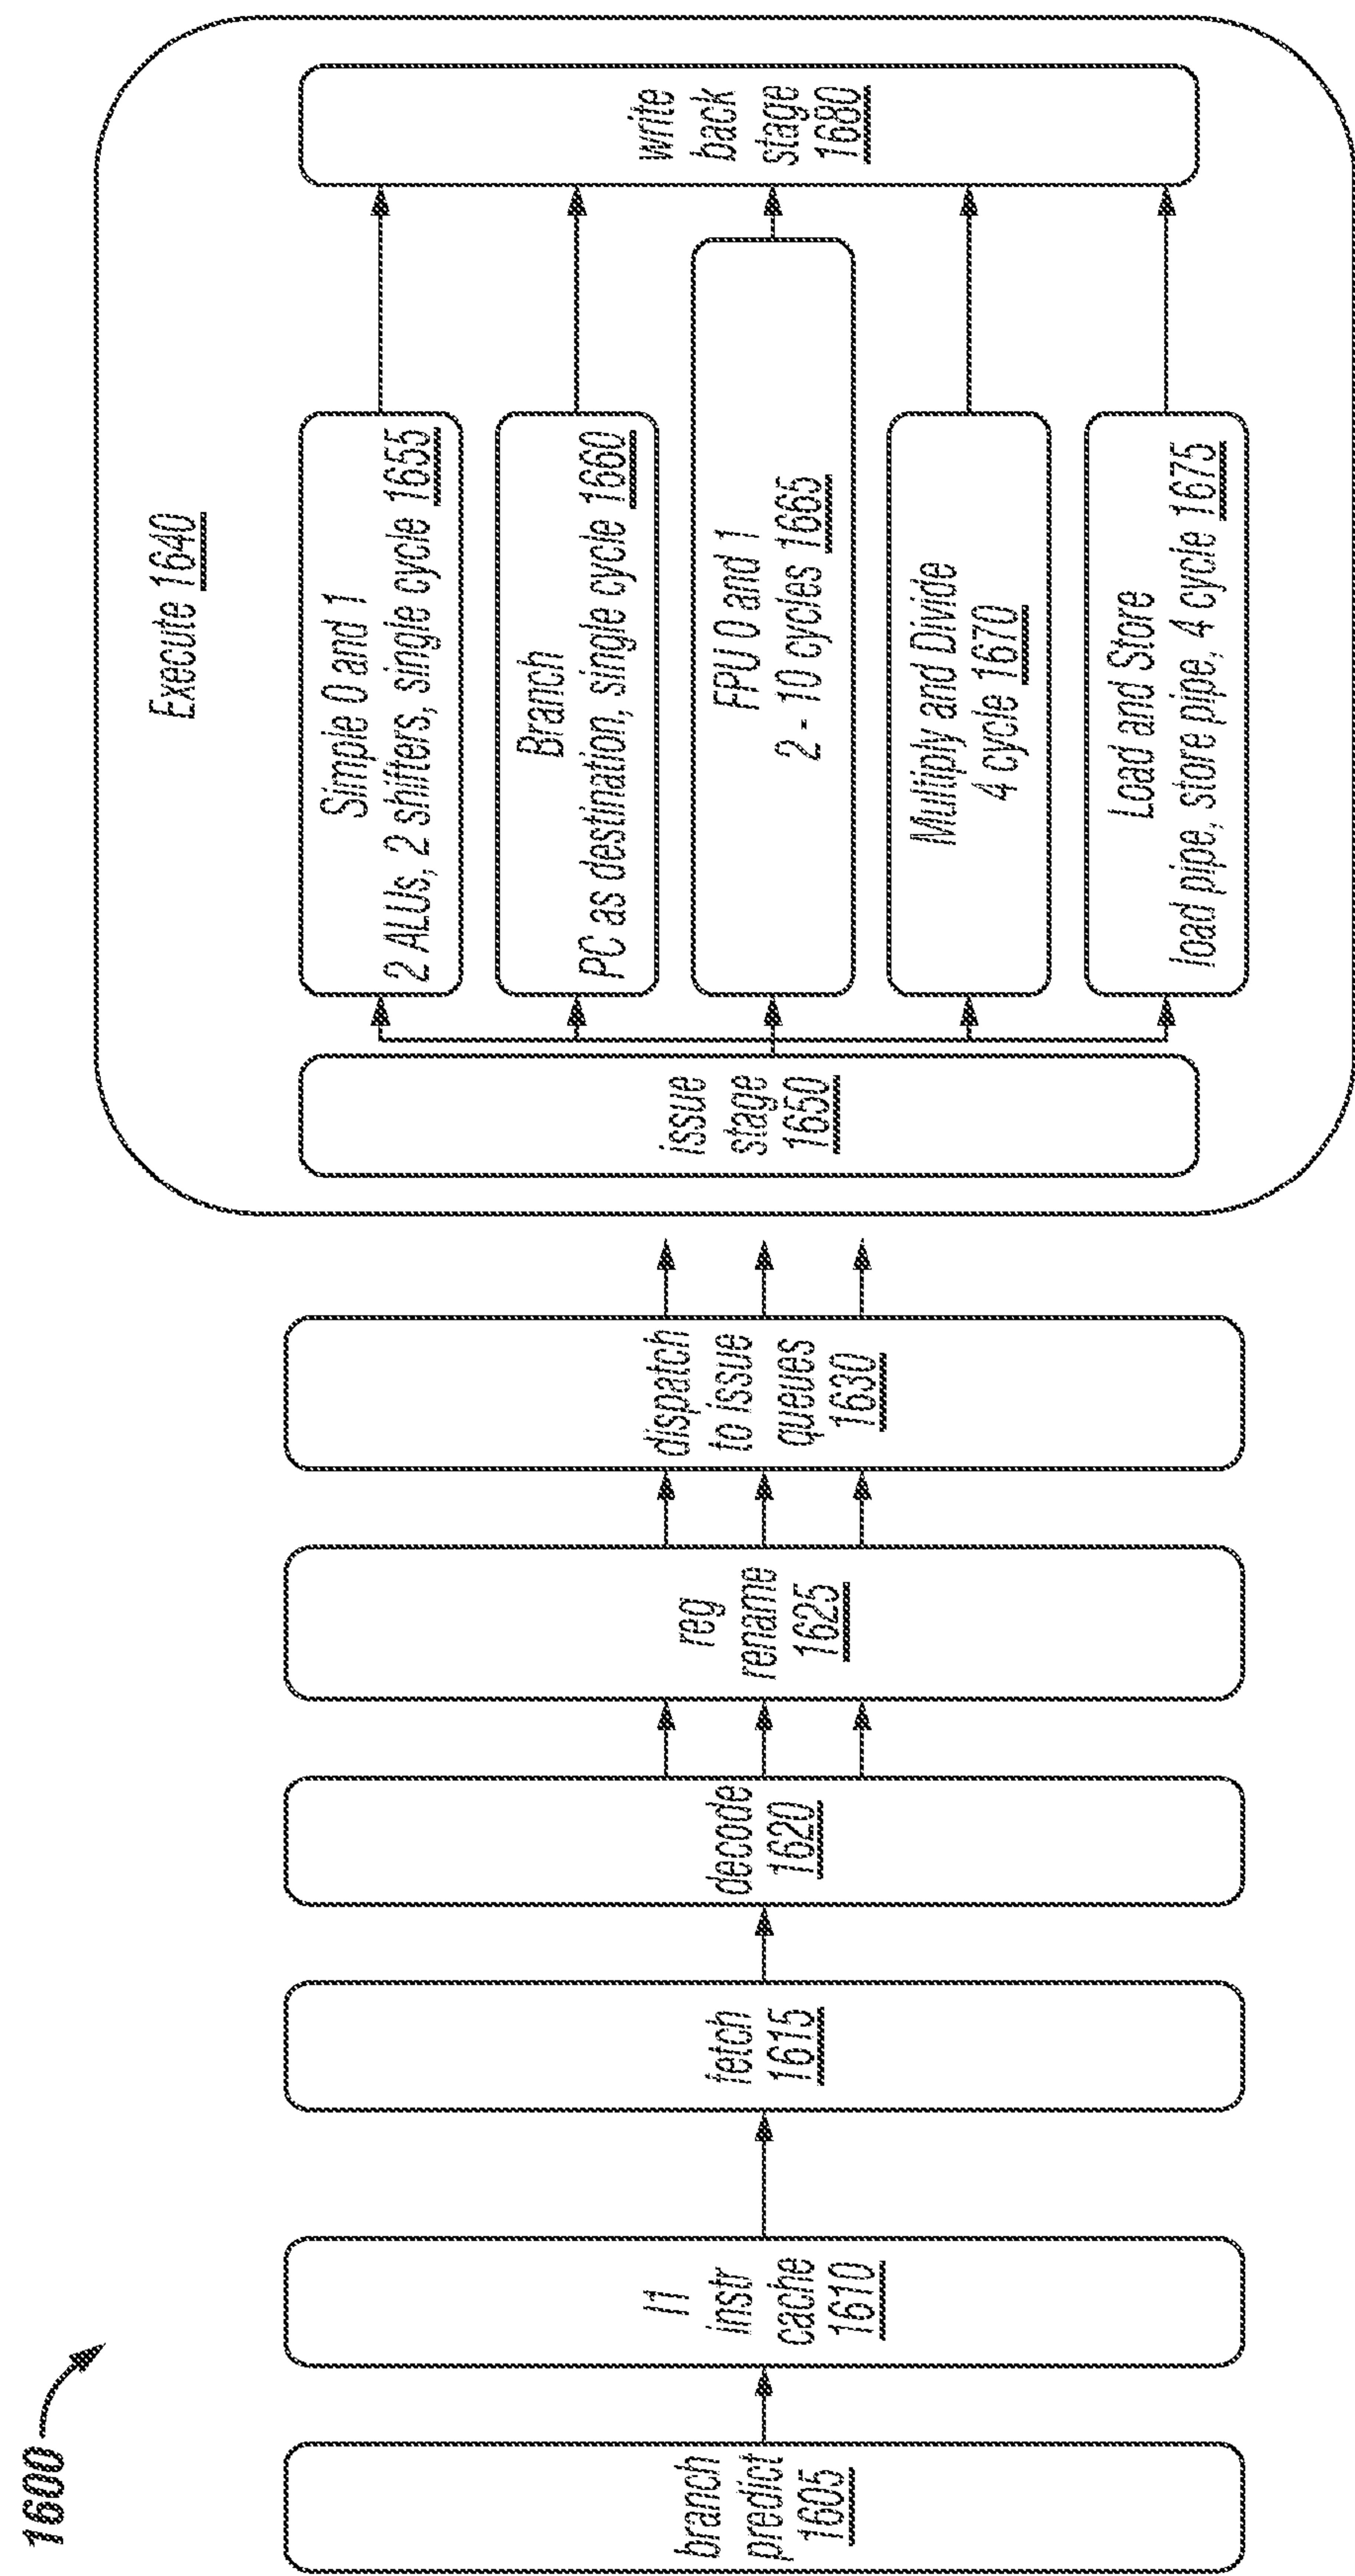 1600
branch
predict
1605
l1
instr
cache
1610
fetch
1615
decode
1620
reg
rename
1625
dispatch
to issue
queues
1630
Execute 1640
issue
stage
1650
Simple 0 and 1
2 ALUs, 2 shifters, single cycle 1655
Branch
PC as destination, single cycle 1660
FPU 0 and 1
2 - 10 cycles 1665
Multiply and Divide
4 cycle 1670
Load and Store
load pipe, store pipe, 4 cycle 1675
write
back
stage
1680